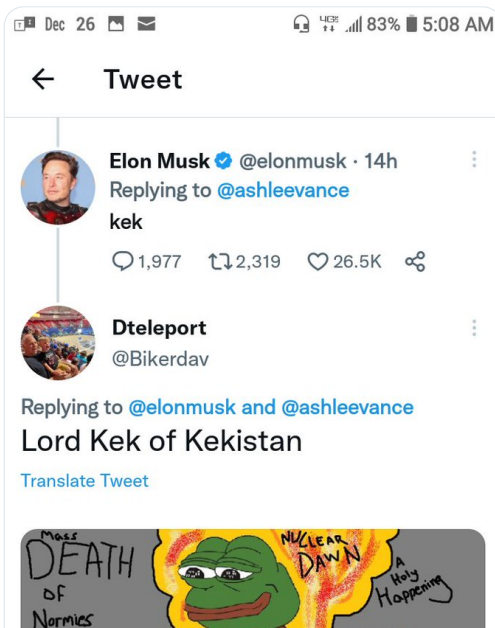 Dec 26 83% 5:08 AM
Tweet
Elon Musk @elonmusk · 14h
Replying to @ashleevance
kek
1,977 2,319 26.5K
Dteleport
@Bikerdav
Replying to @elonmusk and @ashleevance
Lord Kek of Kekistan
Translate Tweet
Mass
DEATH
OF
Normies
NUCLEAR
DAWN
A
Holy
Happening